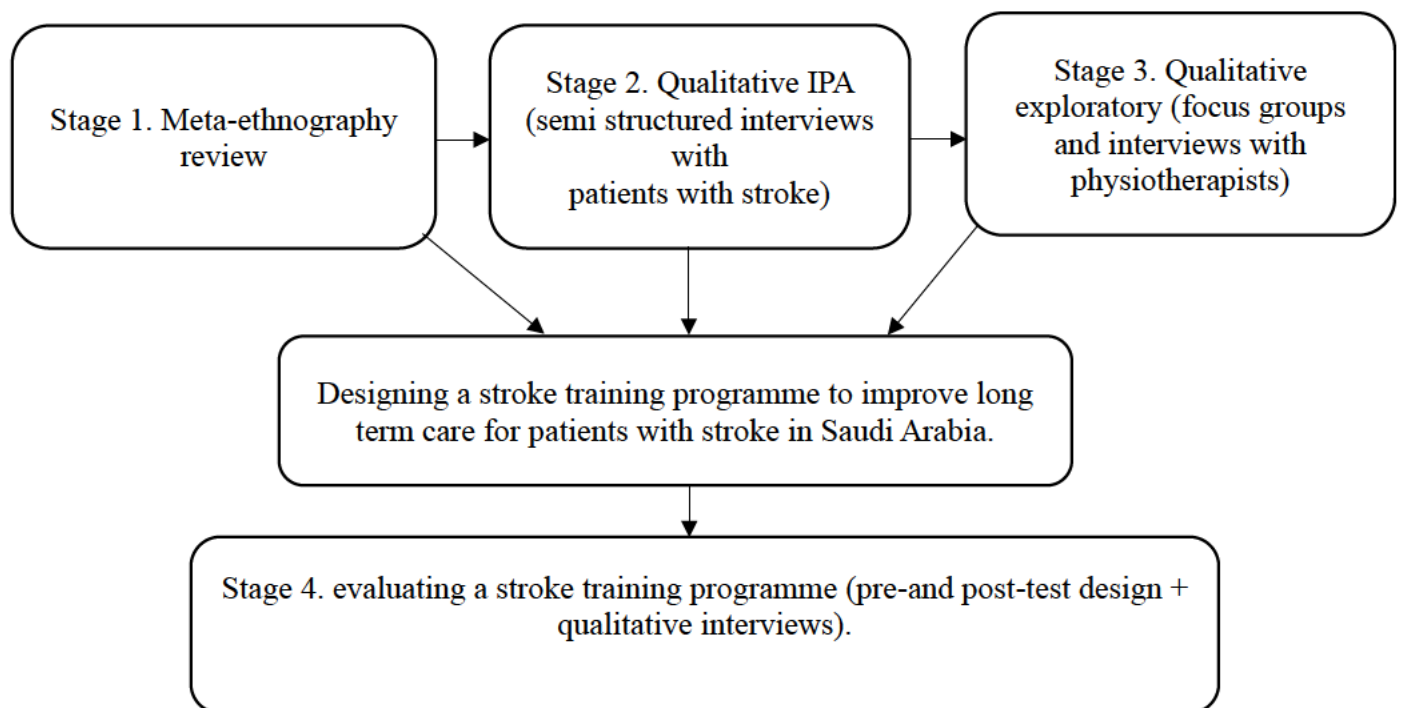 Stage 1. Meta-ethnography
review
Stage 2. Qualitative IPA
(semi structured interviews
with
patients with stroke)
Stage 3. Qualitative
exploratory (focus groups
and interviews with
physiotherapists)
Designing a stroke training programme to improve long
term care for patients with stroke in Saudi Arabia.
Stage 4. evaluating a stroke training programme (pre-and post-test design +
qualitative interviews).